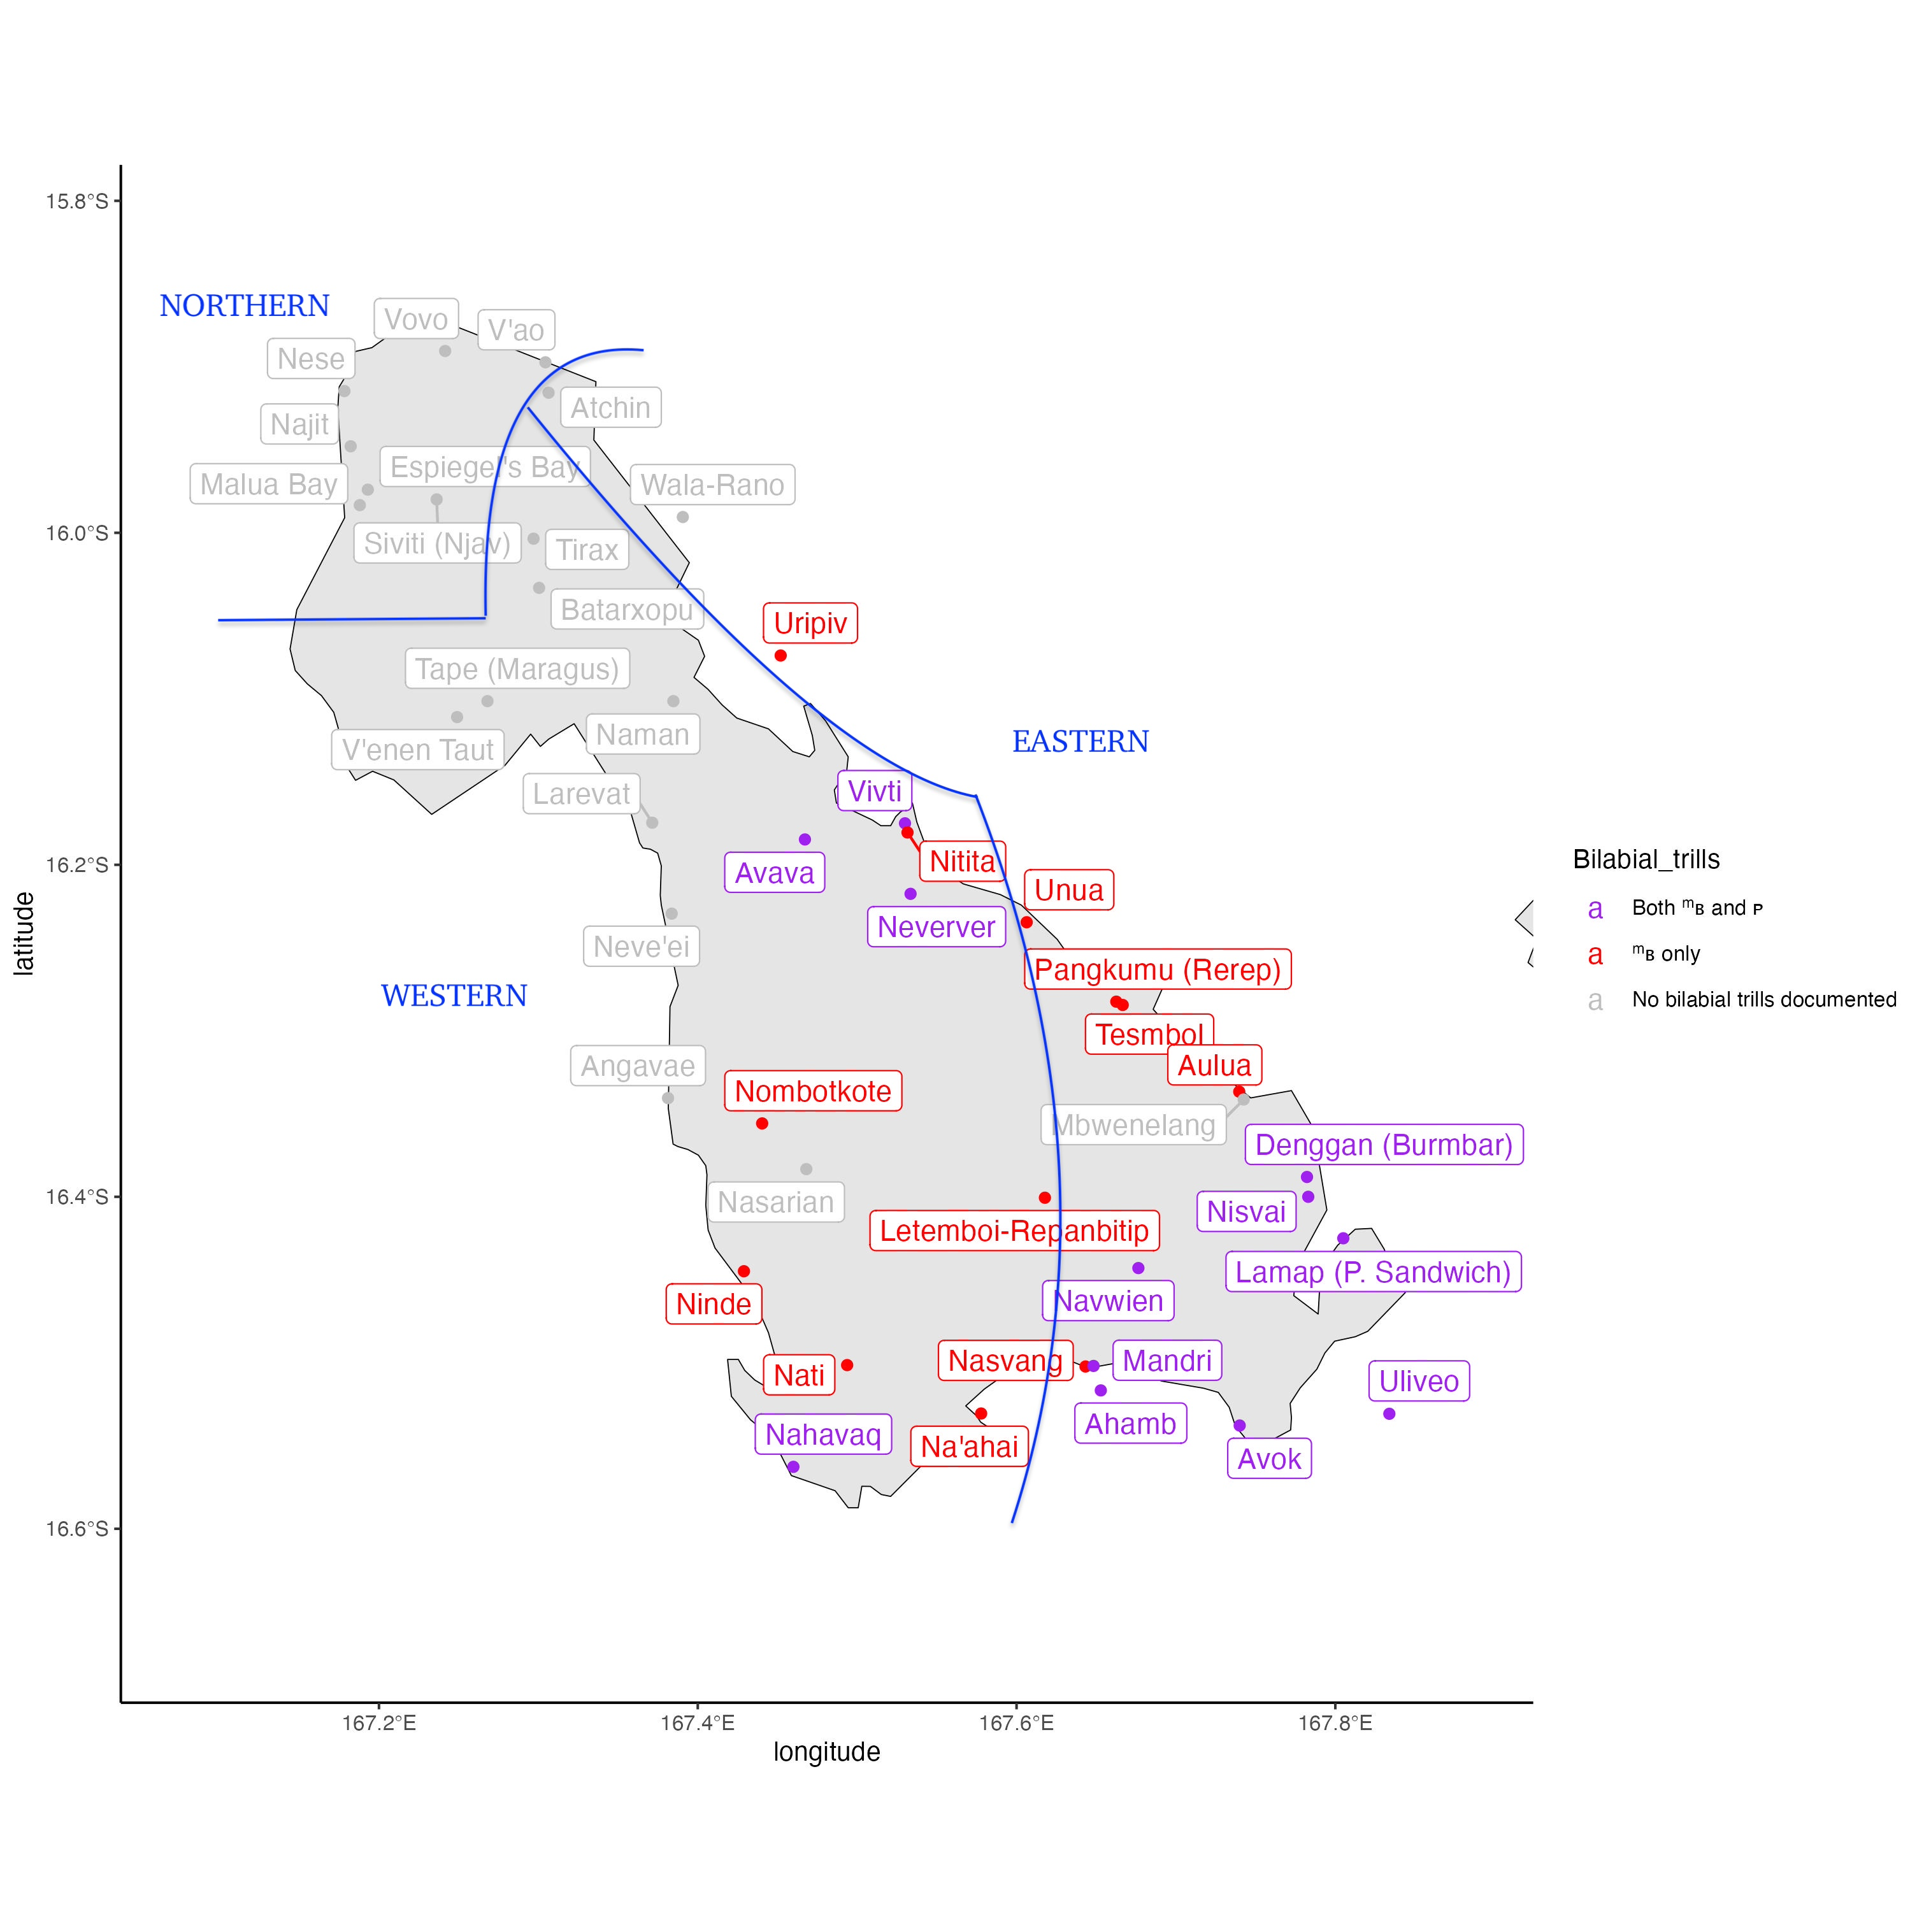 15.8°S
NORTHERN
Vovo
V'ao
Nese
Atchin
Najit
Espiegel's Bay
Malua Bay
Wala-Rano
16.0°S
Siviti (Njav)
Tirax
Batarxopu
Uripiv
Tape (Maragus)
Naman
V'enen Taut
EASTERN
Larevat
Vivti
16.2°S
Avava
Nitita
Unua
Neverver
Neve'ei
Pangkumu (Rerep)
WESTERN
Tesmbol
Angavae
Aulua
Nombotkote
Mbwenelang
Denggan (Burmbar)
16.4°S
Nasarian
Nisvai
Letemboi-Repanbitip
Lamap (P. Sandwich)
Ninde
Navwien
Nasvang
Mandri
Nati
Uliveo
Nahavaq
Ahamb
Na'ahai
Avok
16.6°S
latitude
167.2°E
167.4°E
167.6°E
167.8°E
longitude
Bilabial_trills
a Both ᵐʙ and ᴘ
a ᵐʙ only
a No bilabial trills documented